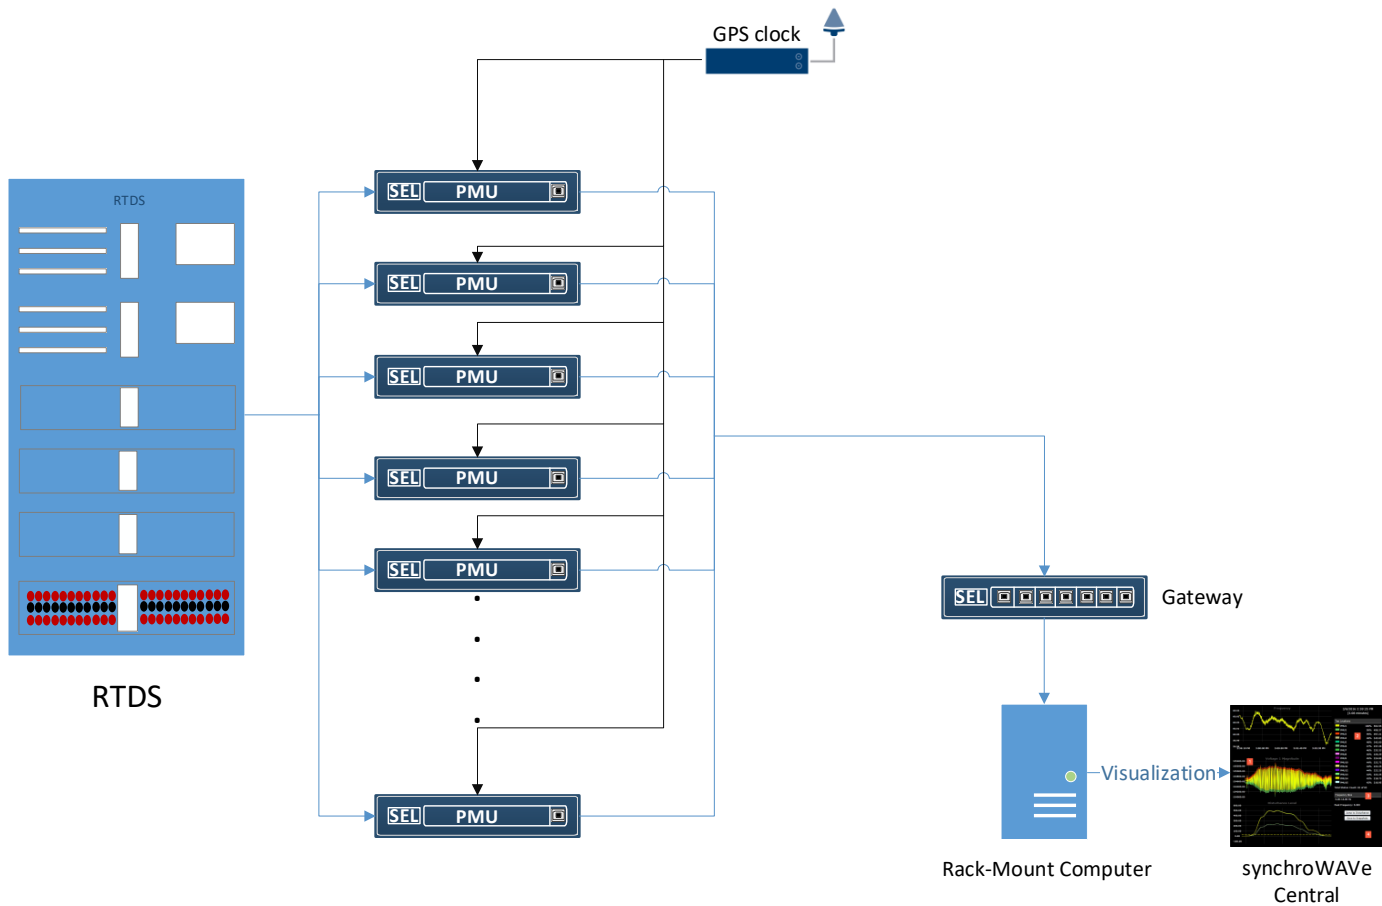 GPS clock
RTDS
SEL PMU
SEL PMU
SEL PMU
SEL PMU
SEL PMU
SEL PMU
RTDS
SEL
Gateway
Visualization
Rack-Mount Computer
synchroWAVe
Central